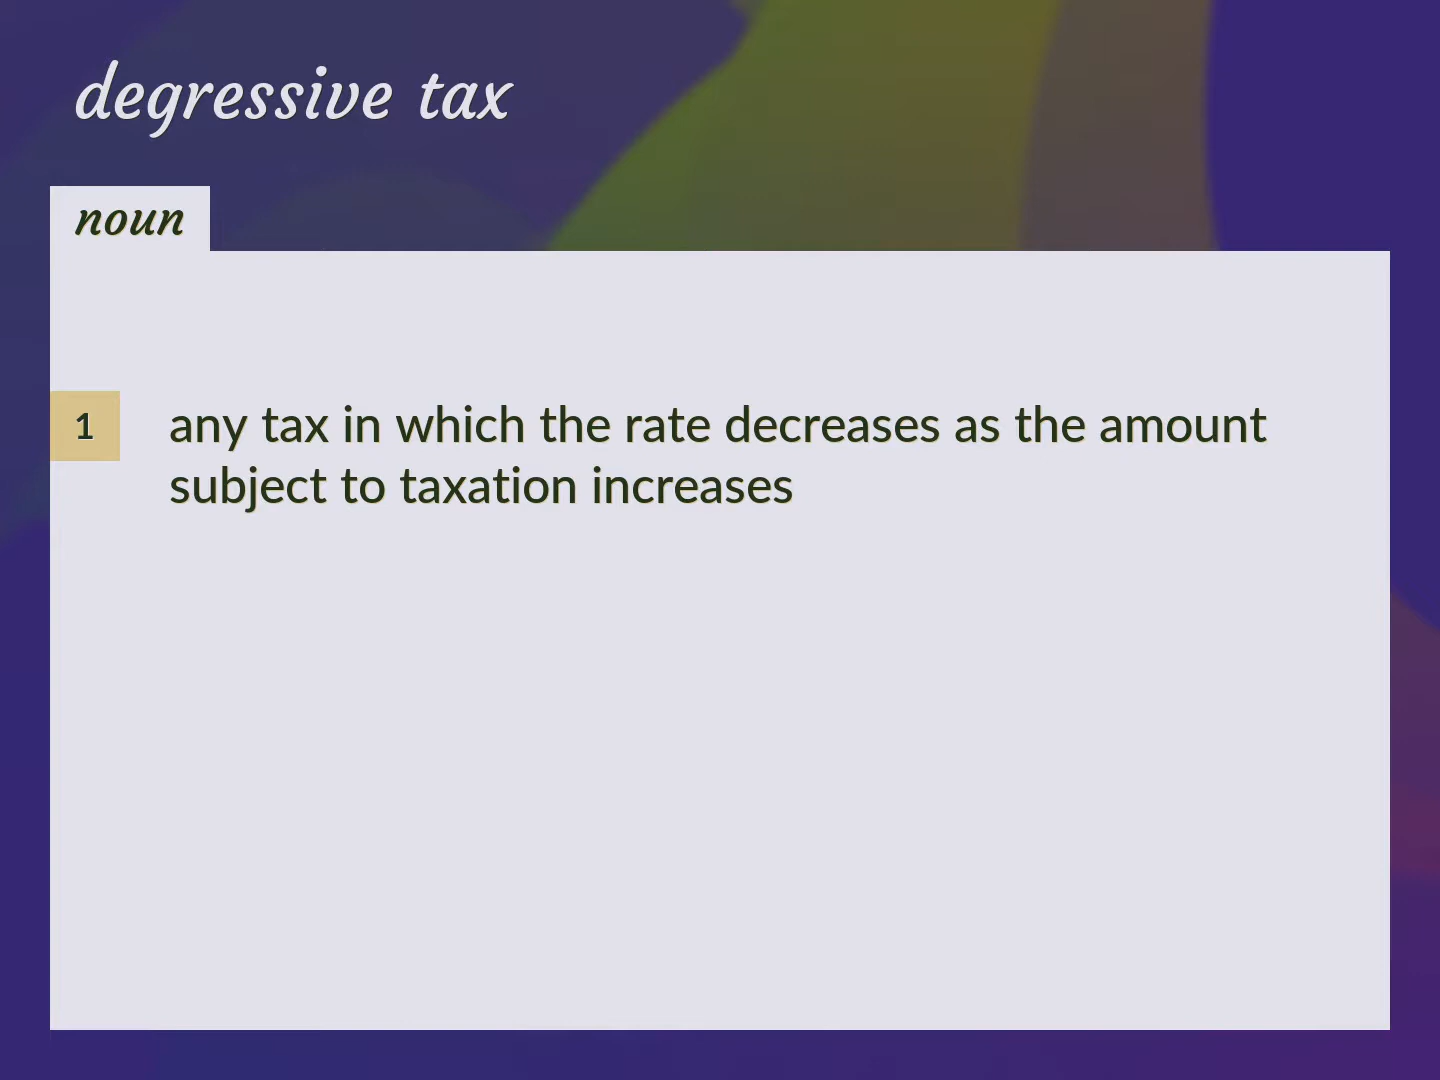 degressive tax
noun
1
any tax in which the rate decreases as the amount
subject to taxation increases